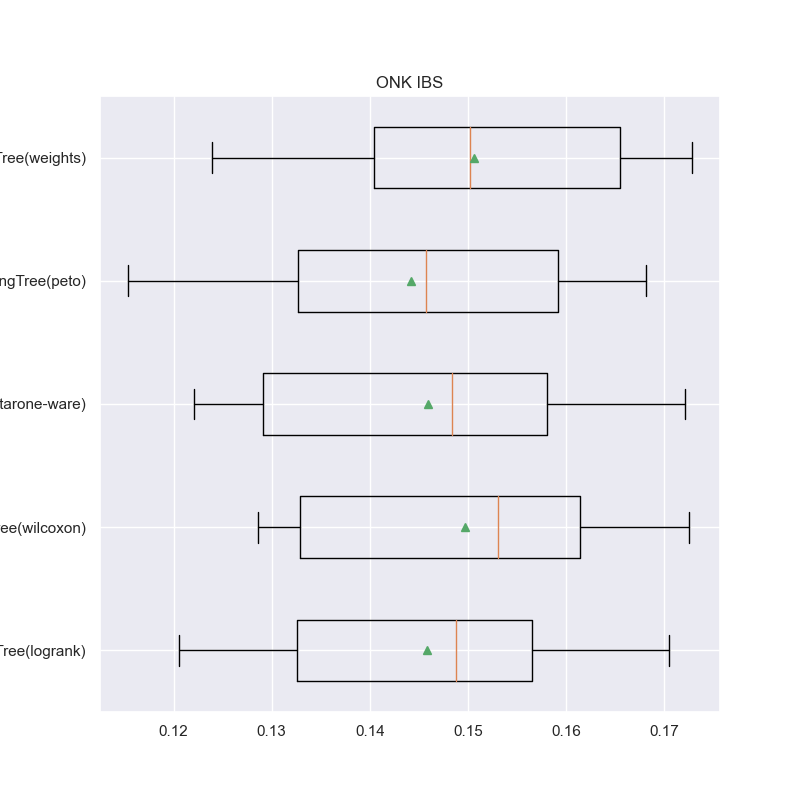 ONK IBS
Tree(weights)
ngTree(peto)
tarone-ware)
ree(wilcoxon)
Tree(logrank)
0.12 0.13 0.14 0.15 0.16 0.17